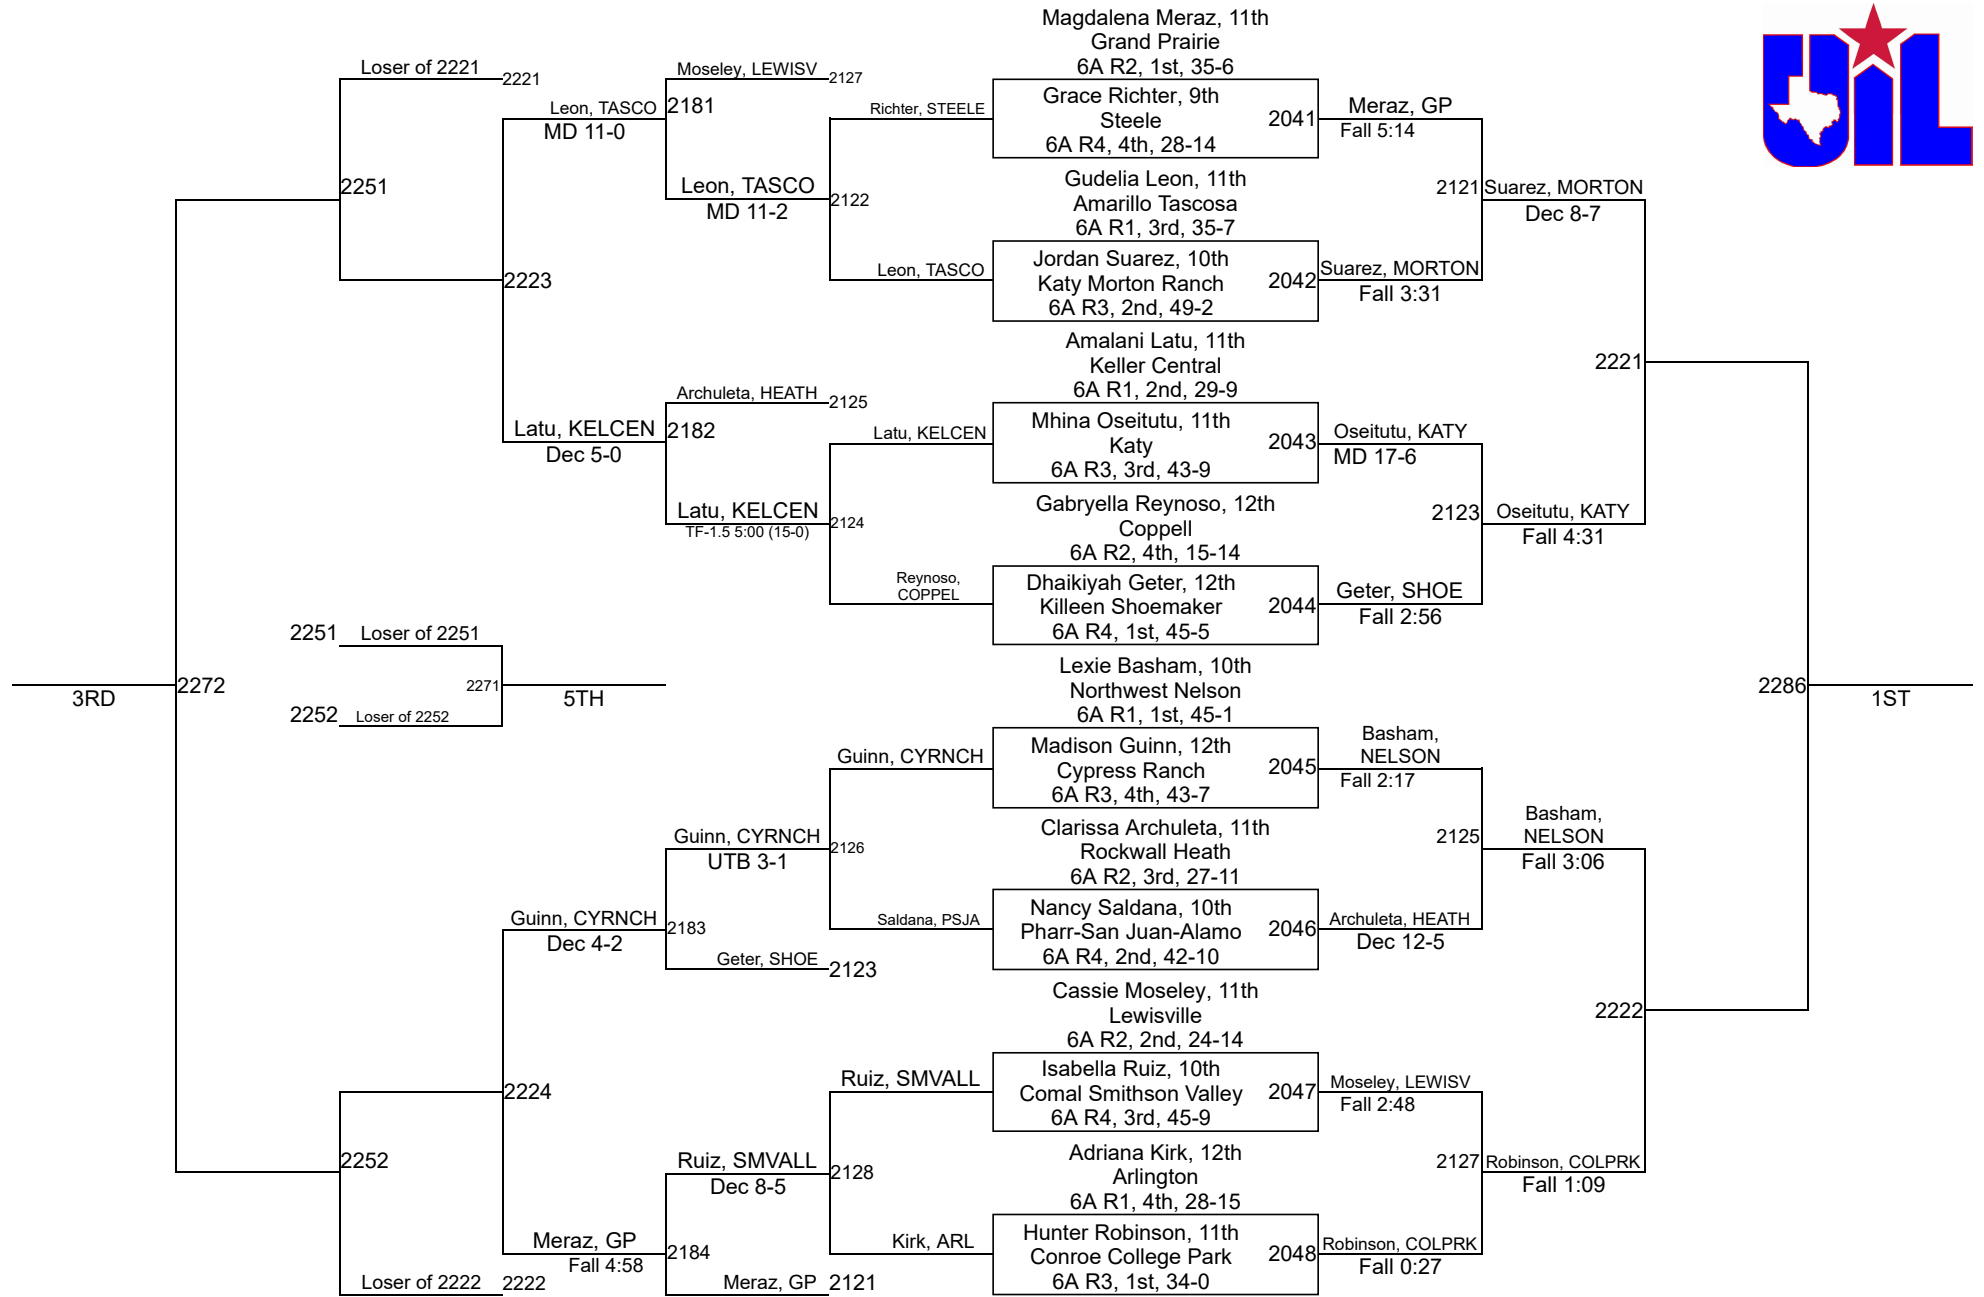 Magdalena Meraz, 11th
Grand Prairie
6A R2, 1st, 35-6
Grace Richter, 9th
Steele
6A R4, 4th, 28-14
2041
Gudelia Leon, 11th
Amarillo Tascosa
6A R1, 3rd, 35-7
Jordan Suarez, 10th
Katy Morton Ranch
6A R3, 2nd, 49-2
2042
Amalani Latu, 11th
Keller Central
6A R1, 2nd, 29-9
Mhina Oseitutu, 11th
Katy
6A R3, 3rd, 43-9
2043
Gabryella Reynoso, 12th
Coppell
6A R2, 4th, 15-14
Dhaikiyah Geter, 12th
Killeen Shoemaker
6A R4, 1st, 45-5
2044
Lexie Basham, 10th
Northwest Nelson
6A R1, 1st, 45-1
Madison Guinn, 12th
Cypress Ranch
6A R3, 4th, 43-7
2045
Clarissa Archuleta, 11th
Rockwall Heath
6A R2, 3rd, 27-11
Nancy Saldana, 10th
Pharr-San Juan-Alamo
6A R4, 2nd, 42-10
2046
Cassie Moseley, 11th
Lewisville
6A R2, 2nd, 24-14
Isabella Ruiz, 10th
Comal Smithson Valley
6A R4, 3rd, 45-9
2047
Adriana Kirk, 12th
Arlington
6A R1, 4th, 28-15
Hunter Robinson, 11th
Conroe College Park
6A R3, 1st, 34-0
2048
Meraz, GP
Fall 5:14
2121
Suarez, MORTON
Fall 3:31
Suarez, MORTON
Dec 8-7
Oseitutu, KATY
MD 17-6
2123
Geter, SHOE
Fall 2:56
Oseitutu, KATY
Fall 4:31
2221
Basham,
NELSON
Fall 2:17
2125
Archuleta, HEATH
Dec 12-5
Basham,
NELSON
Fall 3:06
Moseley, LEWISV
Fall 2:48
2127
Robinson, COLPRK
Fall 0:27
Robinson, COLPRK
Fall 1:09
2222
2286
1ST
UIL
Richter, STEELE
2122
Leon, TASCO
Moseley, LEWISV
2127
2181
Leon, TASCO
MD 11-2
Leon, TASCO
MD 11-0
Latu, KELCEN
2124
Reynoso,
COPPEL
Archuleta, HEATH
2125
2182
Latu, KELCEN
TF-1.5 5:00 (15-0)
Latu, KELCEN
Dec 5-0
2223
Loser of 2221
2221
2251
Guinn, CYRNCH
2126
Saldana, PSJA
Guinn, CYRNCH
UTB 3-1
2183
Geter, SHOE
2123
Guinn, CYRNCH
Dec 4-2
Ruiz, SMVALL
2128
Kirk, ARL
Ruiz, SMVALL
Dec 8-5
2184
Meraz, GP
2121
Meraz, GP
Fall 4:58
2224
2252
Loser of 2222
2222
2272
3RD
2251
Loser of 2251
2271
2252
Loser of 2252
5TH